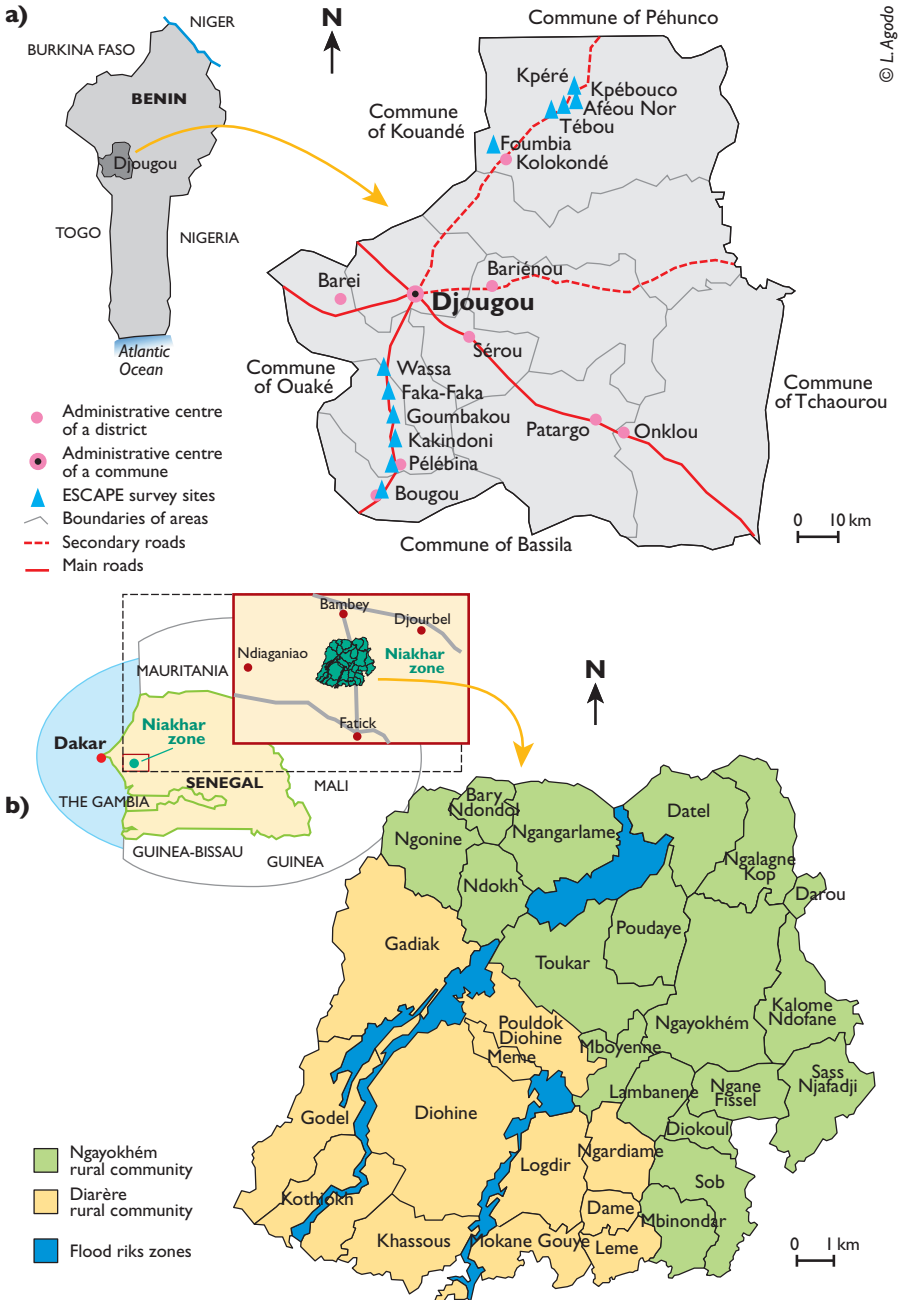 a)
NIGER
BURKINA FASO
BENIN
Djougou
TOGO
NIGERIA
Atlantic
Ocean
N
Commune of Péhunco
© L.Agodo
Commune
of Kouandé
Kpéré
Kpébouco
Aféou Nor
Tébou
Foumbia
Kolokondé
Barei
Bariénou
Djougou
Sérou
Commune
of Ouaké
Wassa
Faka-Faka
Goumbakou
Kakindoni
Pélébina
Bougou
Patargo
Onklou
Commune
of Tchaourou
Commune of Bassila
0 10 km
Administrative centre
of a district
Administrative centre
of a commune
ESCAPE survey sites
Boundaries of areas
Secondary roads
Main roads
b)
Bambey
Djourbel
Ndiaganiao
Niakhar
zone
Fatick
MAURITANIA
Niakhar
zone
Dakar
SENEGAL
MALI
THE GAMBIA
GUINEA-BISSAU
GUINEA
N
Bary
Ndondol
Ngonine
Ngangarlame
Datel
Ngalagne
Kop
Darou
Ndokh
Poudaye
Gadiak
Toukar
Kalome
Ndofane
Pouldok
Diohine
Ngayokhém
Mboyenne
Meme
Sass
Njafadji
Lambanene
Ngane
Fissel
Godel
Diohine
Diokoul
Ngardiame
Logdir
Sob
Kothiokh
Dame
Mbinondar
Khassous
Mokane Gouye
Leme
Ngayokhém
rural community
Diarère
rural community
Flood riks zones
0 1 km